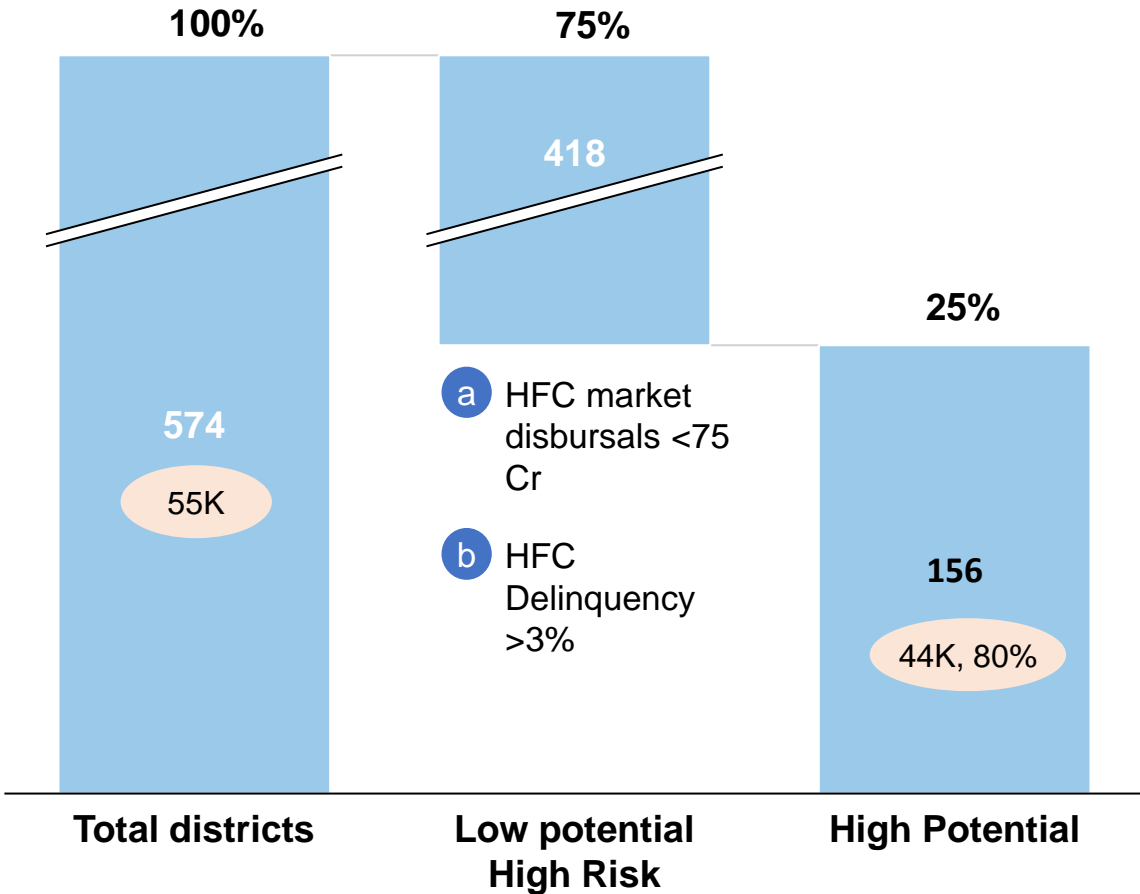 100%
75%
418
25%
574
55K
a
HFC market
disbursals <75
Cr
b
HFC
Delinquency
>3%
156
44K, 80%
Total districts
Low potential
High Risk
High Potential